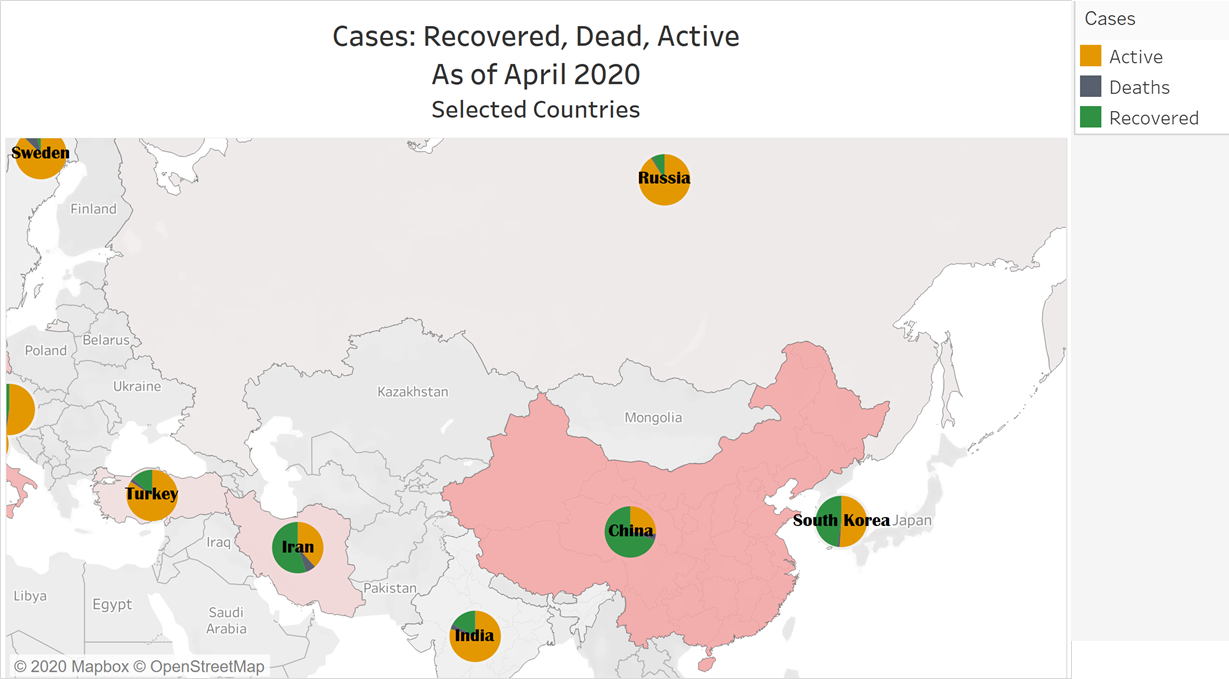 Cases: Recovered, Dead, Active
As of April 2020
Selected Countries
Cases
Active
Deaths
Recovered
Sweden
Russia
Finland
Belarus
Poland
Ukraine
Kazakhstan
Mongolia
Turkey
China
South Korea
Japan
Iran
Iraq
Pakistan
Libya
Egypt
Saudi
Arabia
India
© 2020 Mapbox © OpenStreetMap